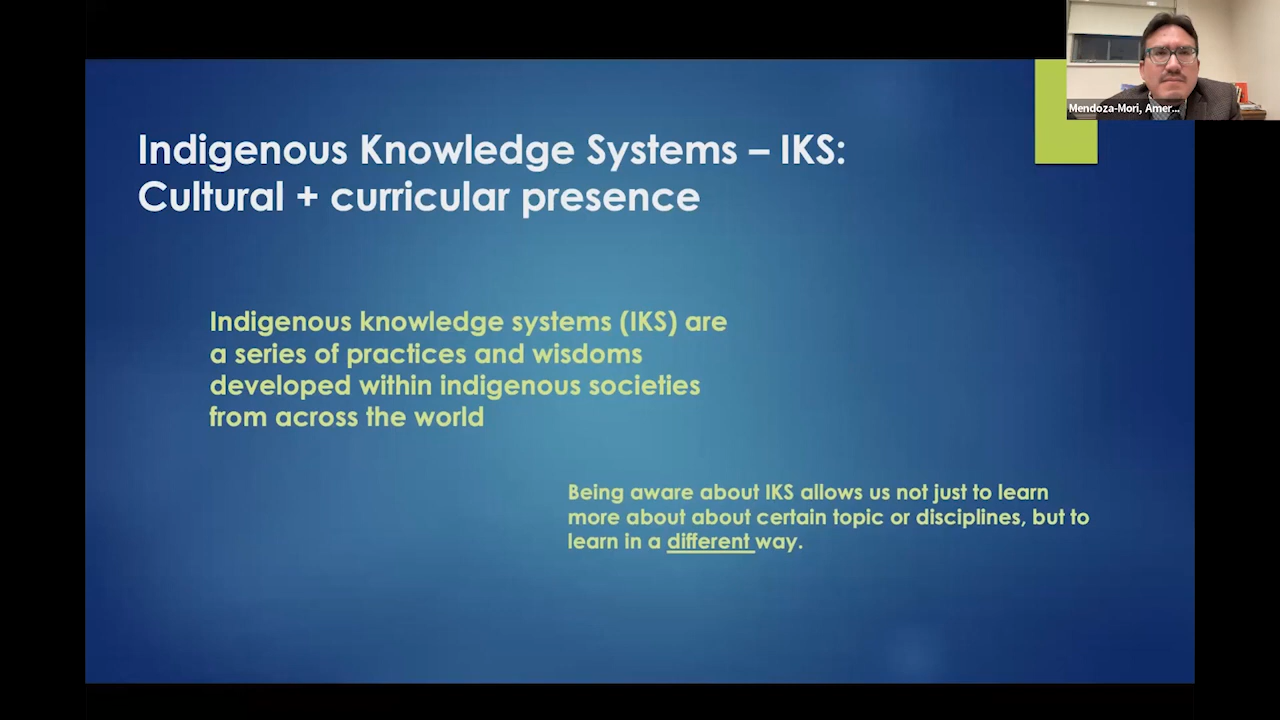 Mendoza-Mori, Amer...
Indigenous Knowledge Systems – IKS:
Cultural + curricular presence
Indigenous knowledge systems (IKS) are
a series of practices and wisdoms
developed within indigenous societies
from across the world
Being aware about IKS allows us not just to learn
more about about certain topic or disciplines, but to
learn in a different way.